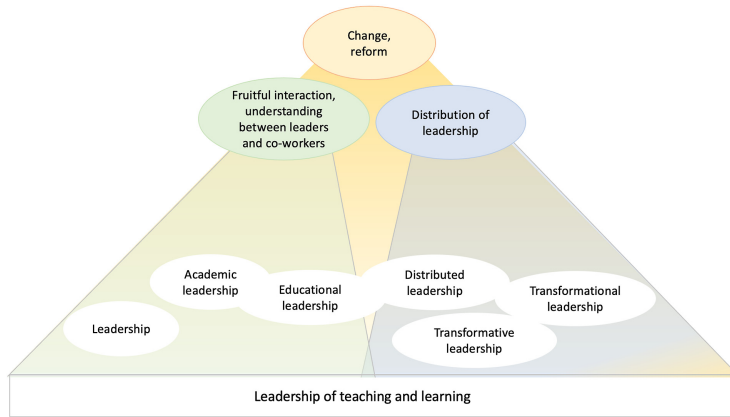 Change,
reform
Fruitful interaction,
understanding
between leaders
and co-workers
Distribution of
leadership
Academic
leadership
Educational
leadership
Distributed
leadership
Transformational
leadership
Leadership
Transformative
leadership
Leadership of teaching and learning